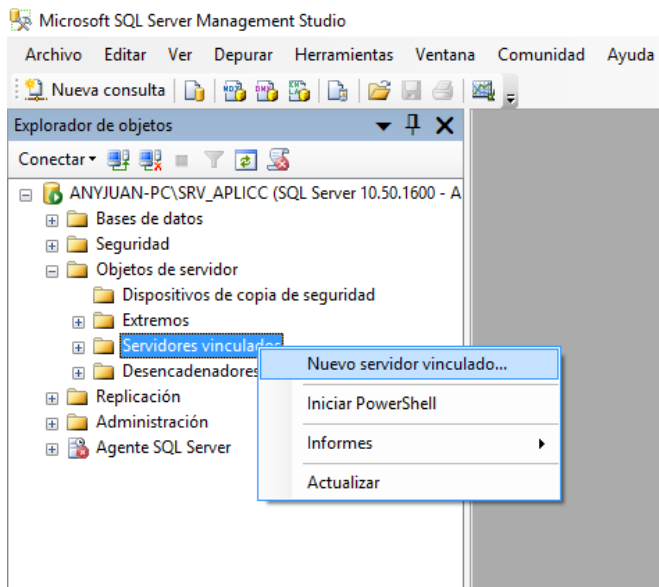 Microsoft SQL Server Management Studio
Archivo Editar Ver Depurar Herramientas Ventana Comunidad Ayuda
Nueva consulta
Explorador de objetos
Conectar
ANYJUAN-PC\SRV_APLICC (SQL Server 10.50.1600 - A
Bases de datos
Seguridad
Objetos de servidor
Dispositivos de copia de seguridad
Extremos
Servidores vinculados
Desencadenadores
Replicación
Administración
Agente SQL Server
Nuevo servidor vinculado...
Iniciar PowerShell
Informes
Actualizar